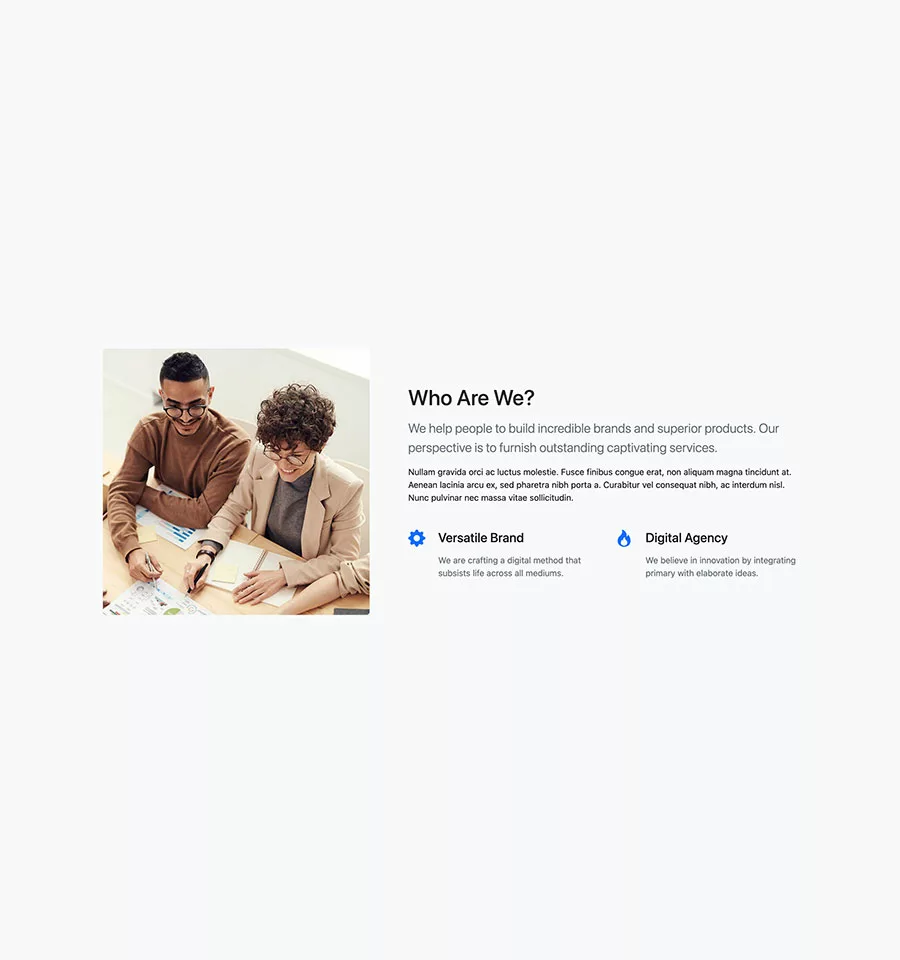 Who Are We?
We help people to build incredible brands and superior products. Our
perspective is to furnish outstanding captivating services.
Nullam gravida orci ac luctus molestie. Fusce finibus congue erat, non aliquam magna tincidunt at.
Aenean lacinia arcu ex, sed pharetra nibh porta a. Curabitur vel consequat nibh, ac interdum nisl.
Nunc pulvinar nec massa vitae sollicitudin.
Versatile Brand
We are crafting a digital method that
subsists life across all mediums.
Digital Agency
We believe in innovation by integrating
primary with elaborate ideas.